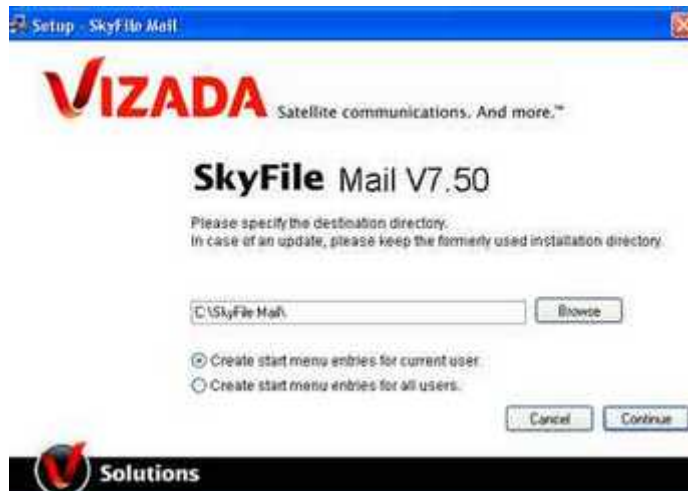 Setup - SkyFile Mail
VIZADA Satellite communications. And more.™
SkyFile Mail V7.50
Please specify the destination directory.
In case of an update, please keep the formerly used installation directory.
C:\SkyFile Mail\
Browse
Create start menu entries for current user.
Create start menu entries for all users.
Cancel Continue
Solutions